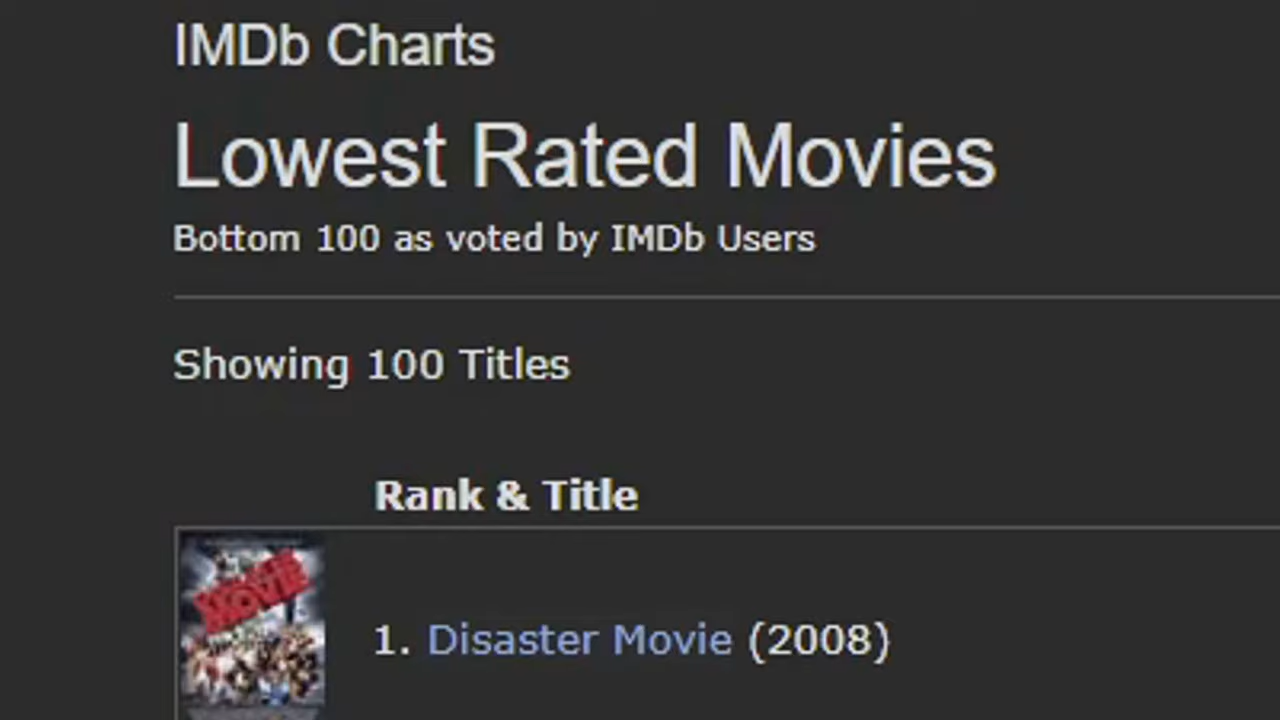 IMDb Charts
Lowest Rated Movies
Bottom 100 as voted by IMDb Users
Showing 100 Titles
Rank & Title
MOVIE
1. Disaster Movie (2008)